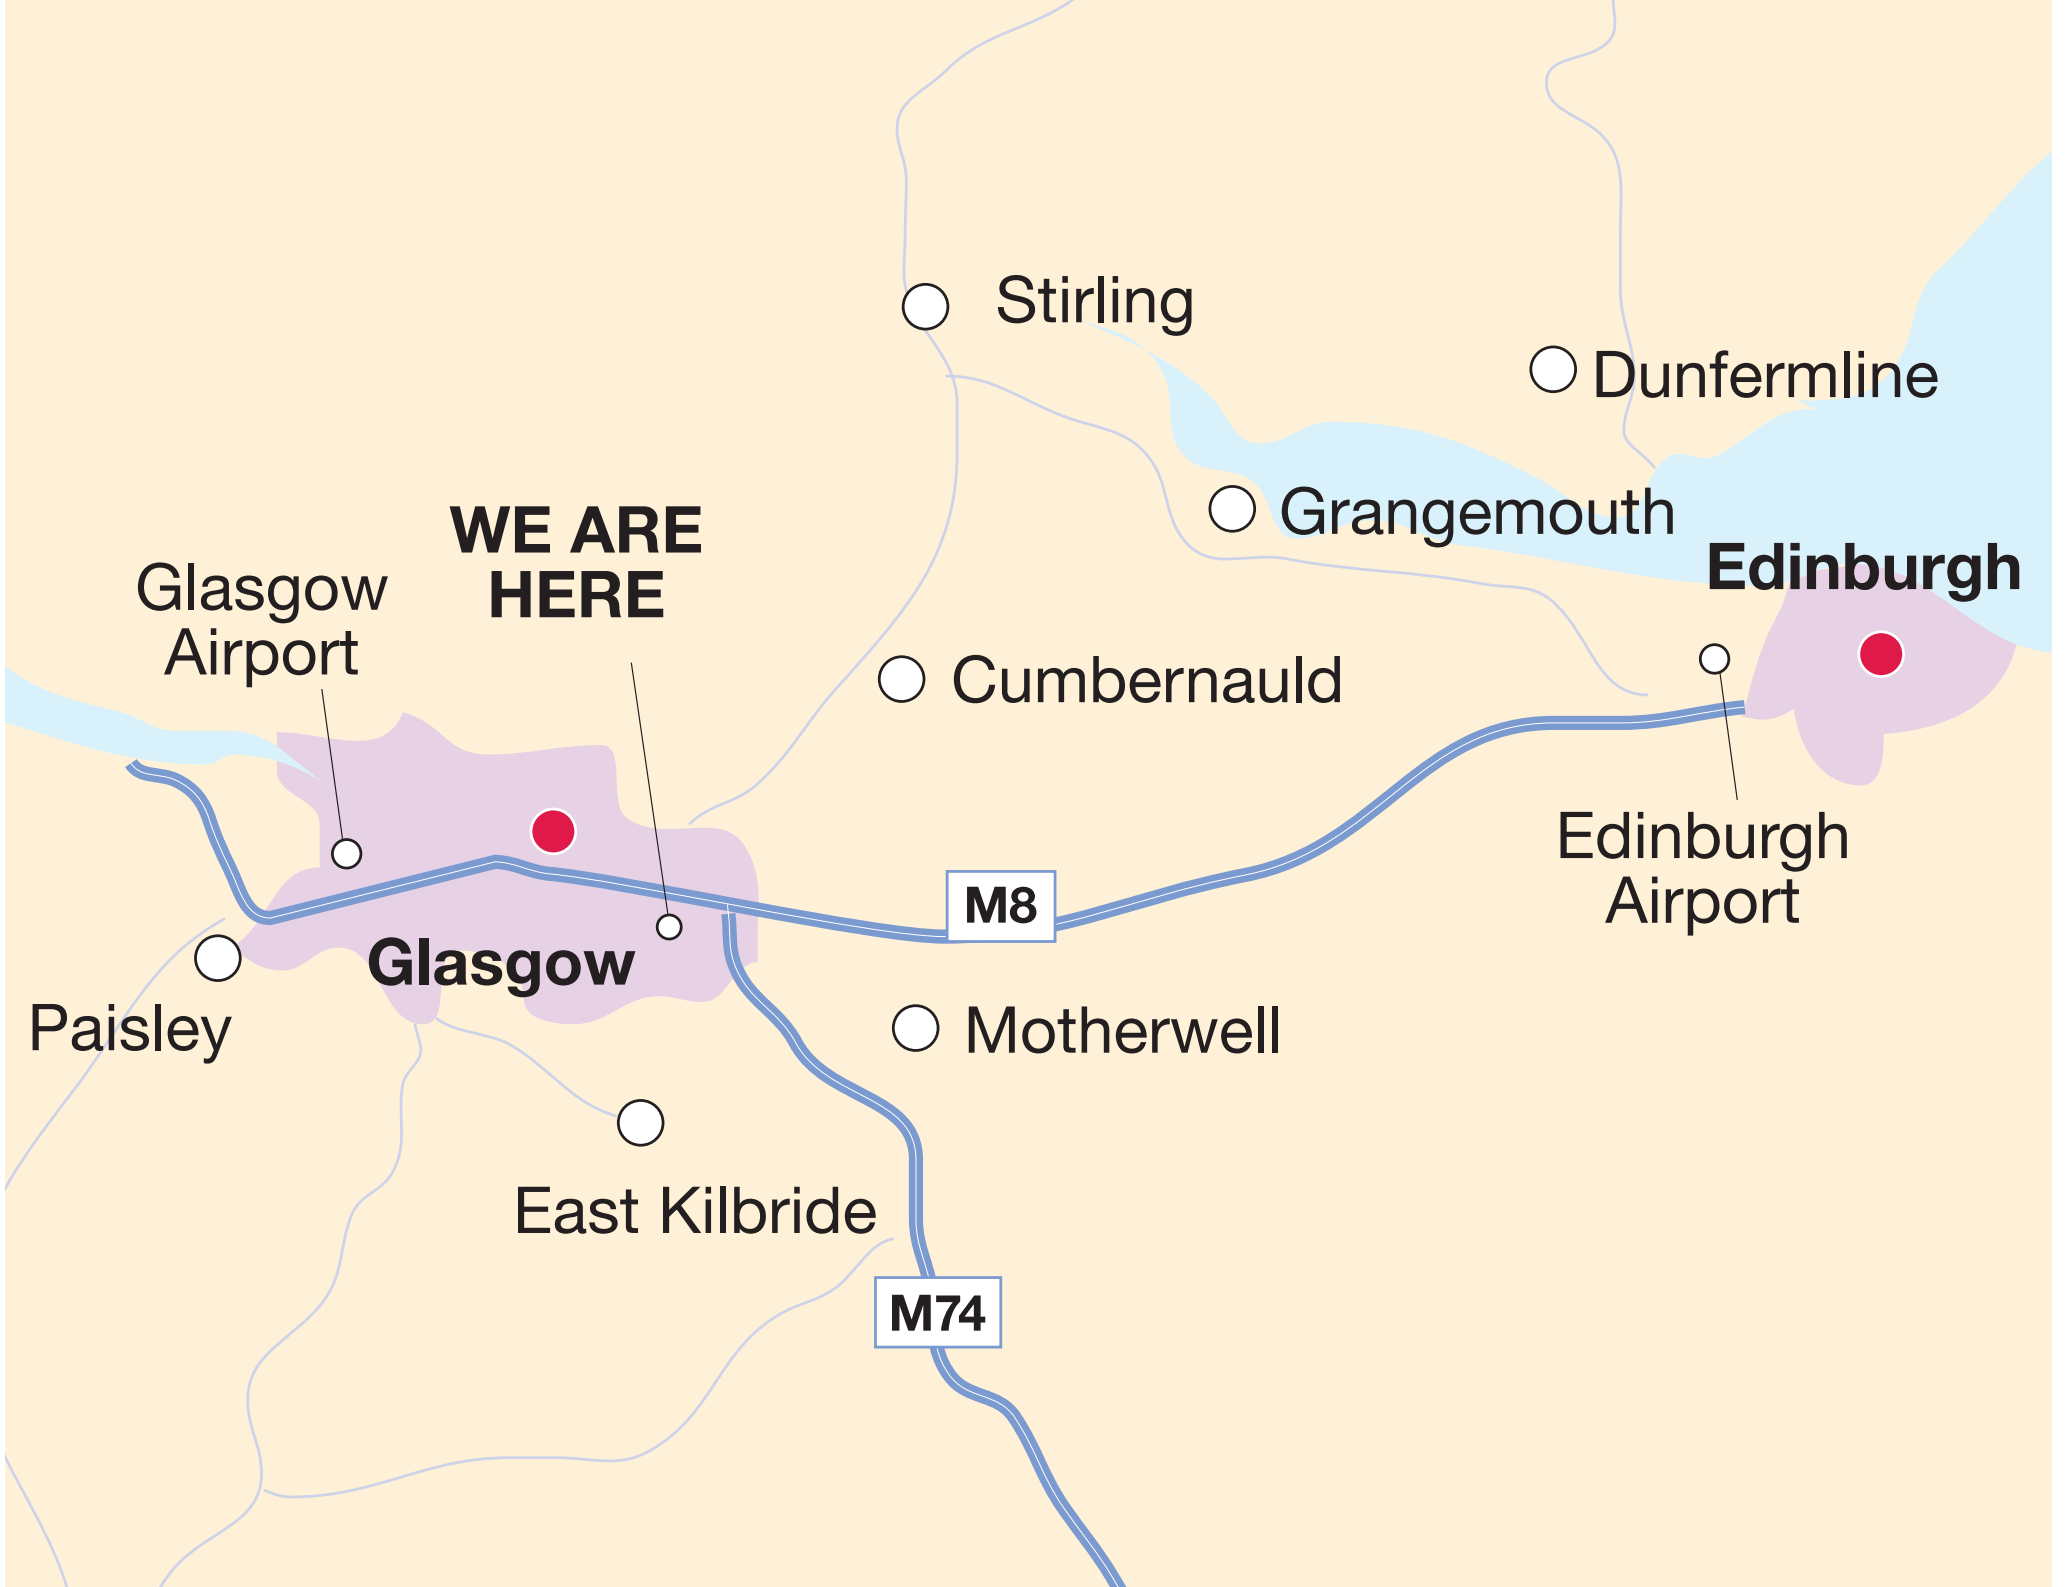 Stirling
Dunfermline
Grangemouth
WE ARE
HERE
Edinburgh
Glasgow
Airport
Cumbernauld
Edinburgh
Airport
M8
Glasgow
Paisley
Motherwell
East Kilbride
M74